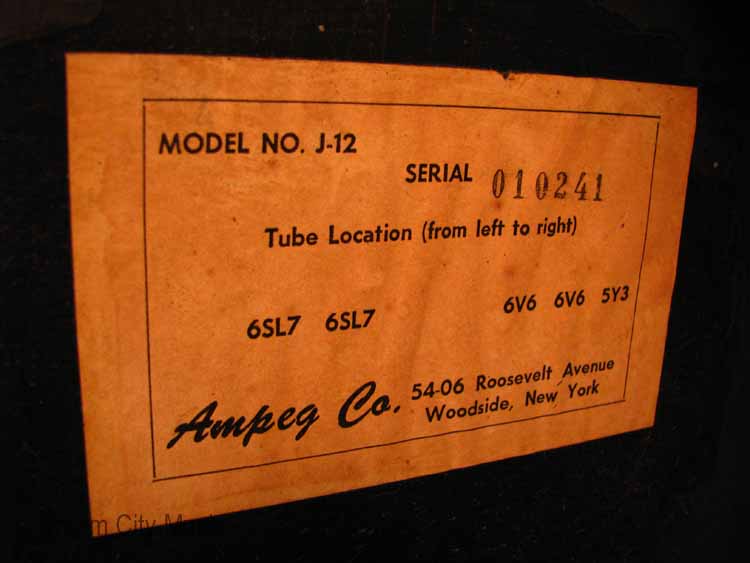 MODEL NO. J-12
SERIAL 010241
Tube Location (from left to right)
6SL7 6SL7 6V6 6V6 5Y3
Ampeg Co. 54-06 Roosevelt Avenue
Woodside, New York
City